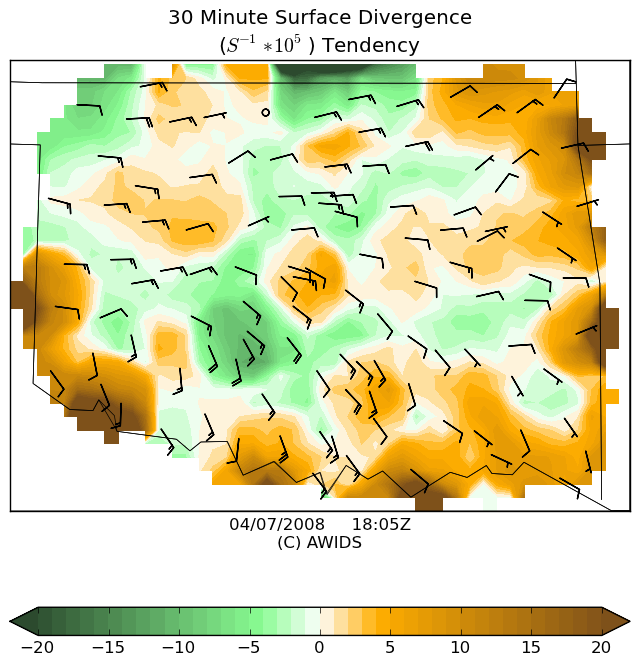 30 Minute Surface Divergence
(S⁻¹ *10⁵ ) Tendency
04/07/2008 18:05Z
(C) AWIDS
−20 −15 −10 −5 0 5 10 15 20